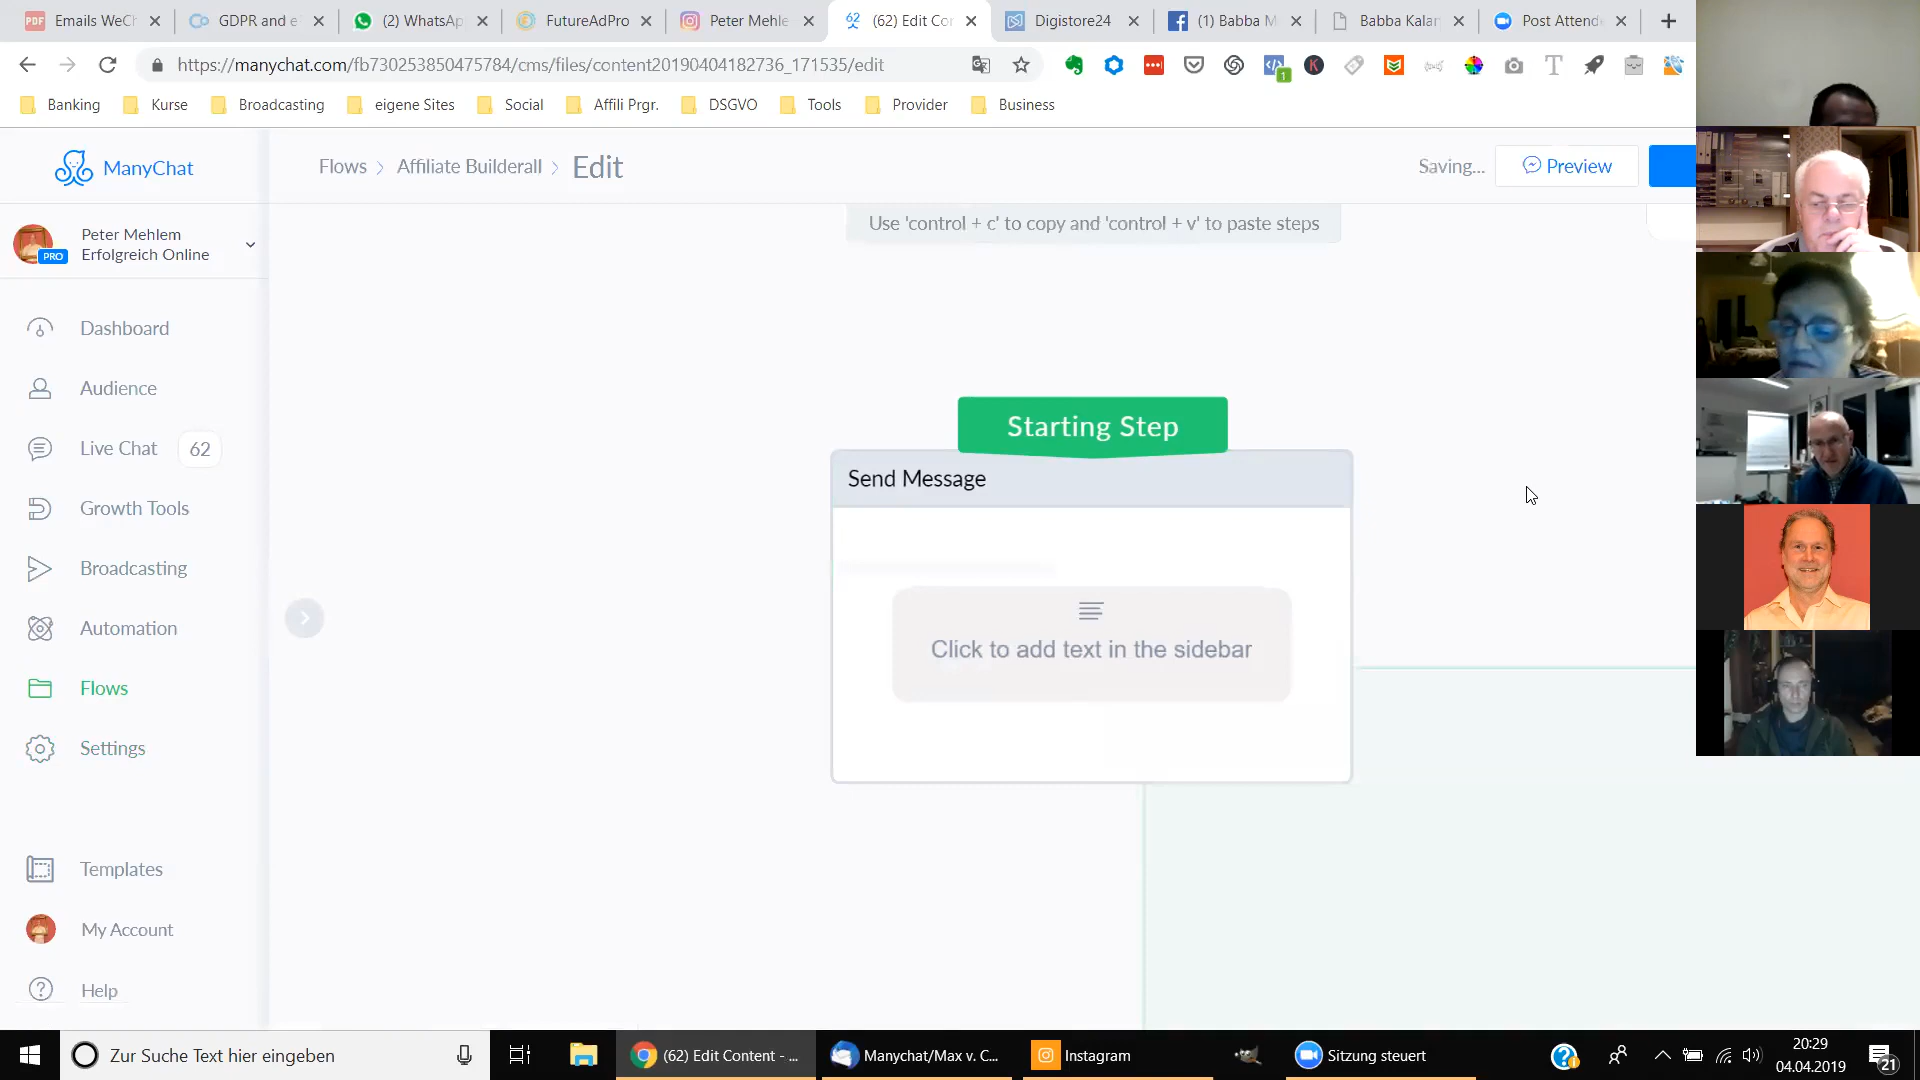 Emails WeCh
GDPR and e
(2) WhatsAp
FutureAdPro
Peter Mehle
(62) Edit Con
Digistore24
(1) Babba M
Babba Kalan
Post Attende
https://manychat.com/fb730253850475784/cms/files/content20190404182736_171535/edit
1
Banking
Kurse
Broadcasting
eigene Sites
Social
Affili Prgr.
DSGVO
Tools
Provider
Business
ManyChat
Flows > Affiliate Builderall > Edit
Saving...
Preview
Use 'control + c' to copy and 'control + v' to paste steps
Peter Mehlem
Erfolgreich Online
PRO
Dashboard
Audience
Live Chat 62
Growth Tools
Broadcasting
Automation
Flows
Settings
Templates
My Account
Help
Starting Step
Send Message
Click to add text in the sidebar
Zur Suche Text hier eingeben
(62) Edit Content - ...
Manychat/Max v. C...
Instagram
Sitzung steuert
20:29
04.04.2019
21